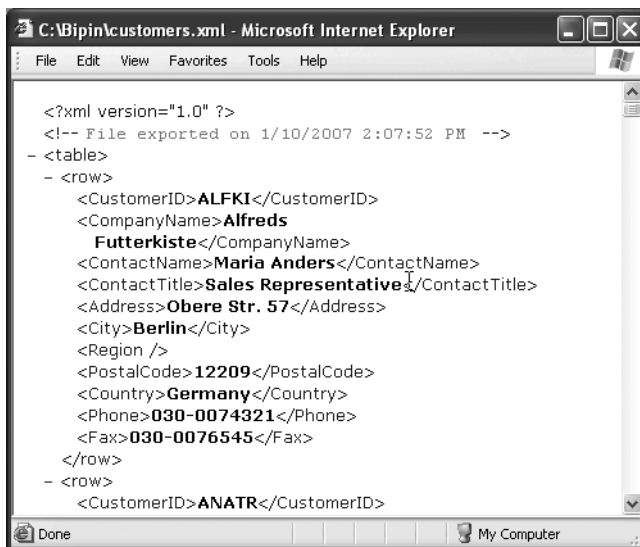 C:\Bipin\customers.xml - Microsoft Internet Explorer
File Edit View Favorites Tools Help
<?xml version="1.0" ?>
<!-- File exported on 1/10/2007 2:07:52 PM -->
- <table>
- <row>
<CustomerID>ALFKI</CustomerID>
<CompanyName>Alfreds
Futterkiste</CompanyName>
<ContactName>Maria Anders</ContactName>
<ContactTitle>Sales Representative</ContactTitle>
<Address>Obere Str. 57</Address>
<City>Berlin</City>
<Region />
<PostalCode>12209</PostalCode>
<Country>Germany</Country>
<Phone>030-0074321</Phone>
<Fax>030-0076545</Fax>
</row>
- <row>
<CustomerID>ANATR</CustomerID>
Done My Computer